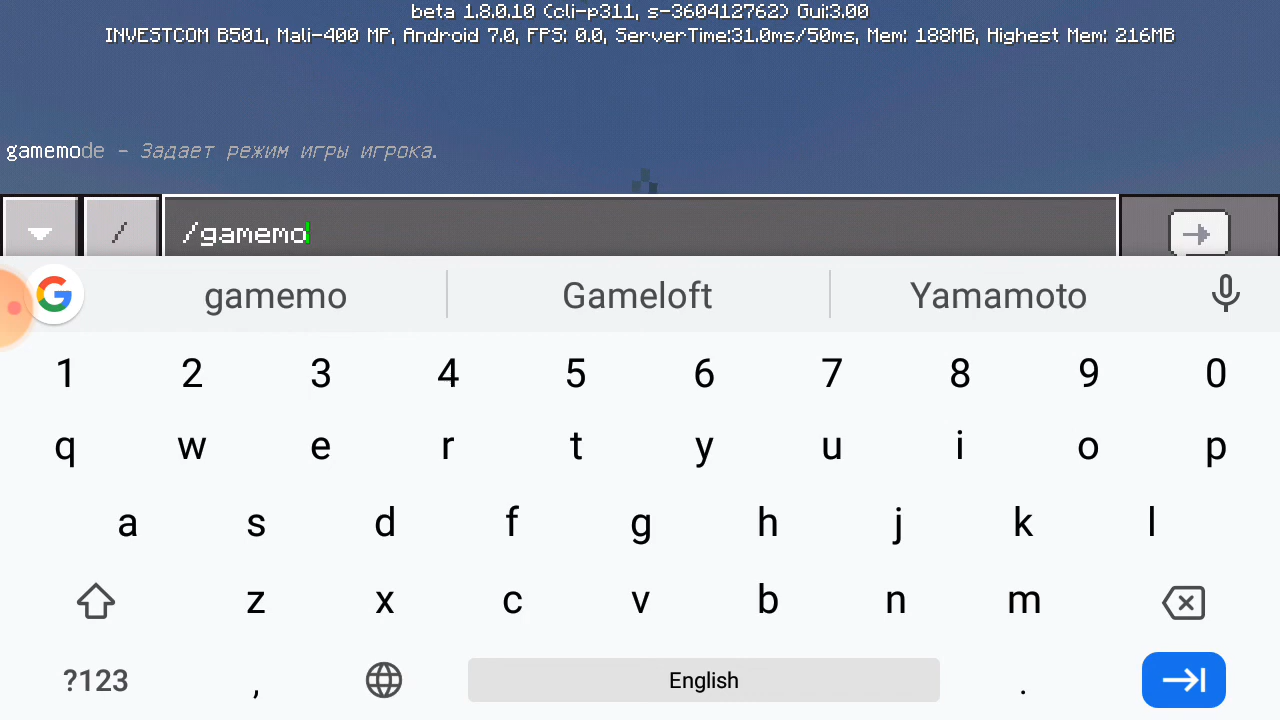 beta 1.8.0.10 (cli-p311, s-360412762) Gui:3.00
INVESTCOM B501, Mali-400 MP, Android 7.0, FPS: 0.0, ServerTime:31.0ms/50ms, Mem: 188MB, Highest Mem: 216MB
gamemode - Задает режим игры игрока.
/ /gamemo
gamemo Gameloft Yamamoto
1 2 3 4 5 6 7 8 9 0
q w e r t y u i o p
a s d f g h j k l
z x c v b n m
?123 , English .